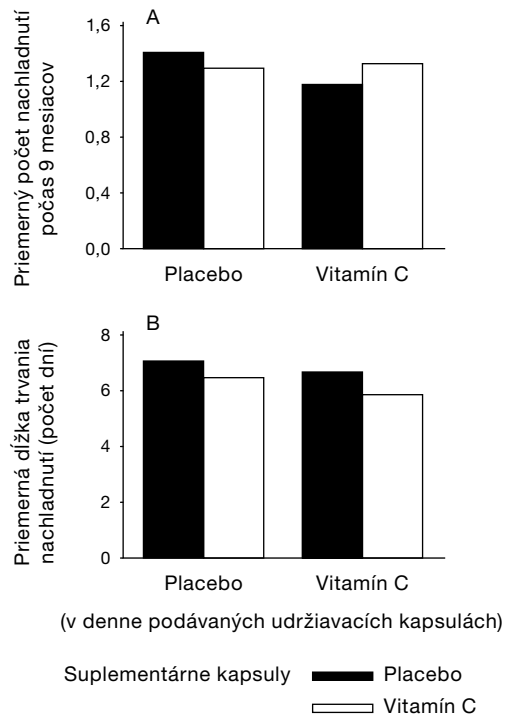 A
Priemerný počet nachladnutí
počas 9 mesiacov
1,6
1,2
0,8
0,4
0,0
Placebo
Vitamín C
B
Priemerná dĺžka trvania
nachladnutí (počet dní)
8
6
4
2
0
Placebo
Vitamín C
(v denne podávaných udržiavacích kapsulách)
Suplementárne kapsuly
Placebo
Vitamín C